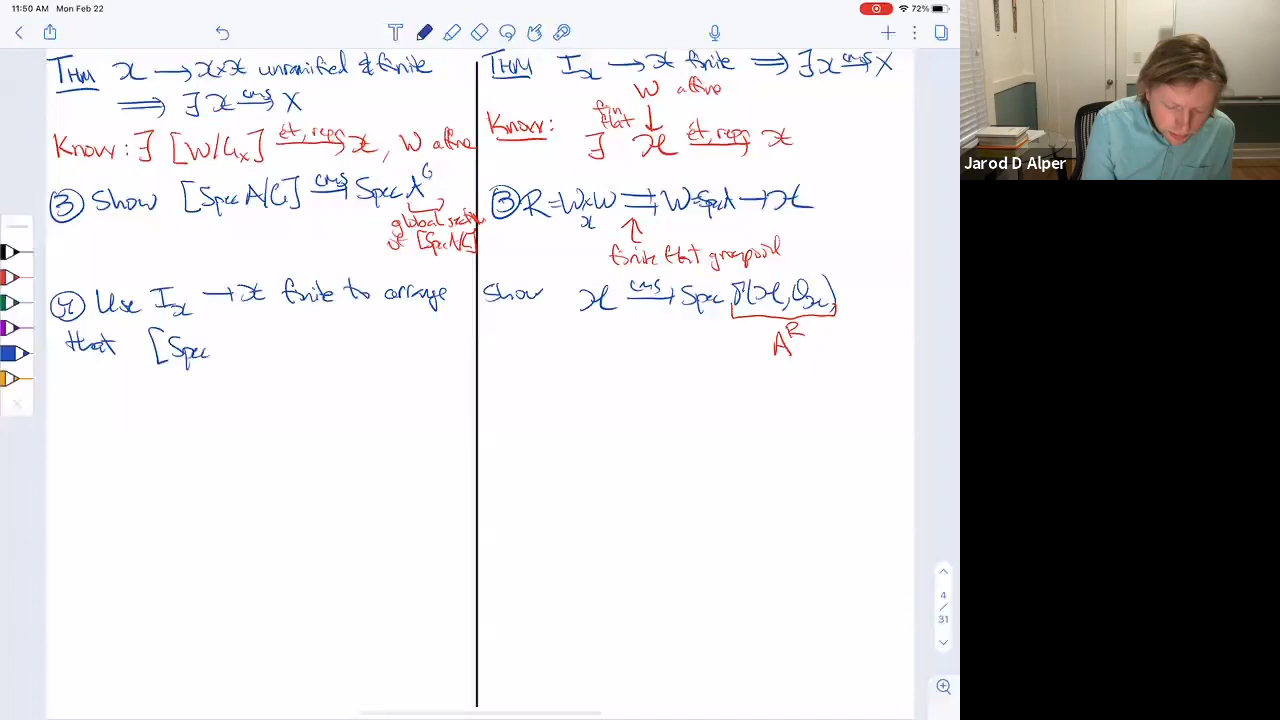 11:50 AM Mon Feb 22
72%
THM 𝒳 → 𝒳×𝒳 unramified & finite
⟹ ∃ 𝒳 →^{cms} X
Know: ∃ [W/G_x] →^{ét, rep} 𝒳, W affine
③ Show [Spec A/G] →^{cms} Spec A^G
global section
of [Spec A/G]
④ Use I_𝒳 → 𝒳 finite to arrange
that [Spec
THM I_𝒳 → 𝒳 finite ⟹ ∃ 𝒳 →^{cms} X
W affine
fin flat ↓
Know: ∃ 𝒳 →^{ét, rep} 𝒳
③ R = W×_𝒳 W ⇉ W = Spec A → 𝒳
↑
finite flat groupoid
Show 𝒳 →^{cms} Spec Γ(𝒳, O_𝒳)
A^R
Jarod D Alper
4
/
31